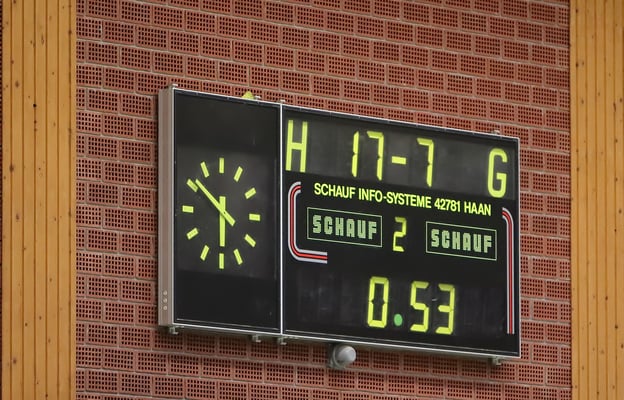 H 17-7 G
SCHAUF INFO-SYSTEME 42781 HAAN
SCHAUF 2 SCHAUF
0.53